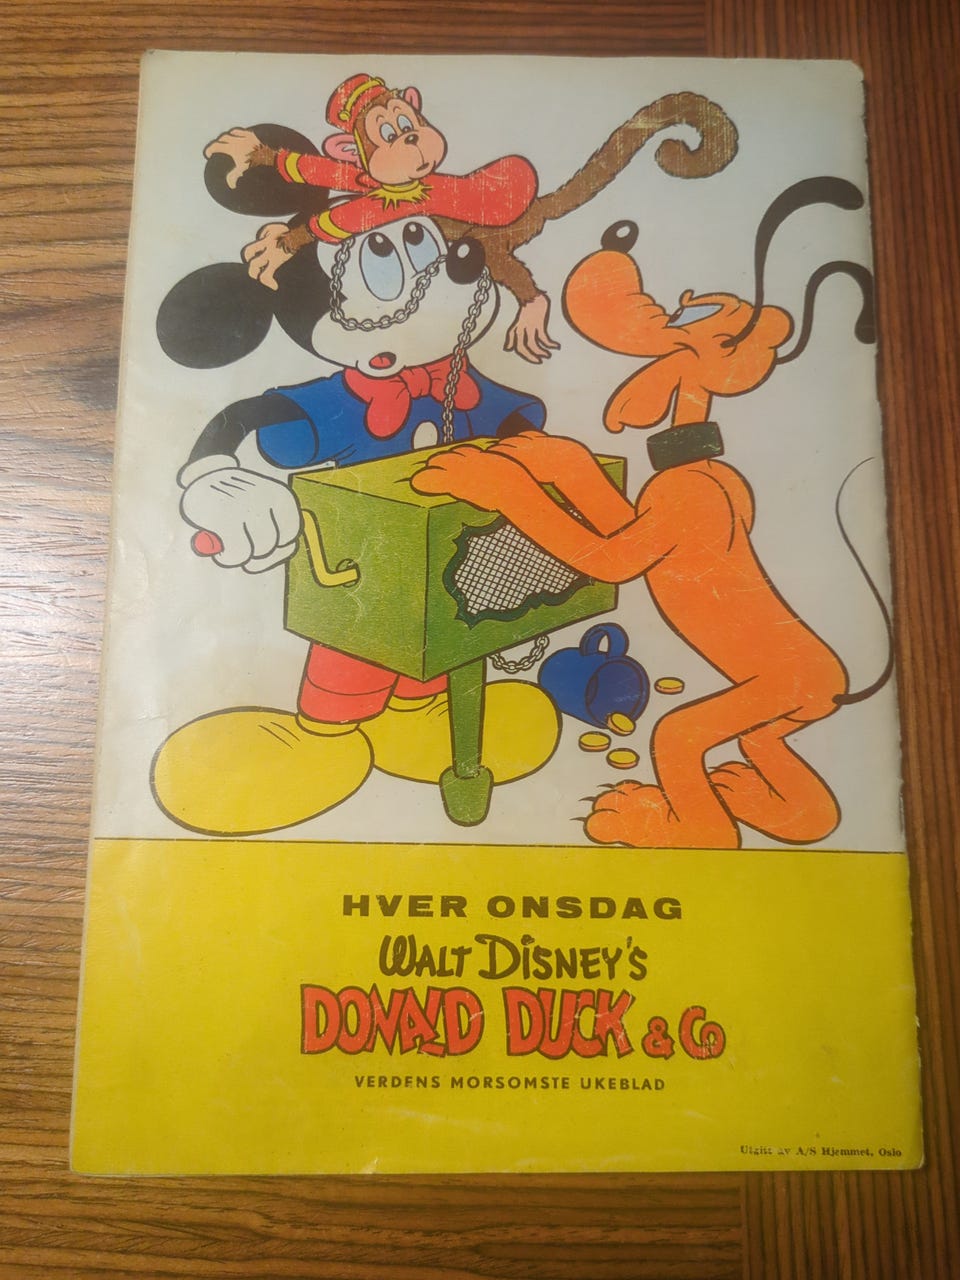 HVER ONSDAG
WALT DISNEY'S
DONALD DUCK & Co
VERDENS MORSOMSTE UKEBLAD
Utgitt av A/S Hjemmet, Oslo